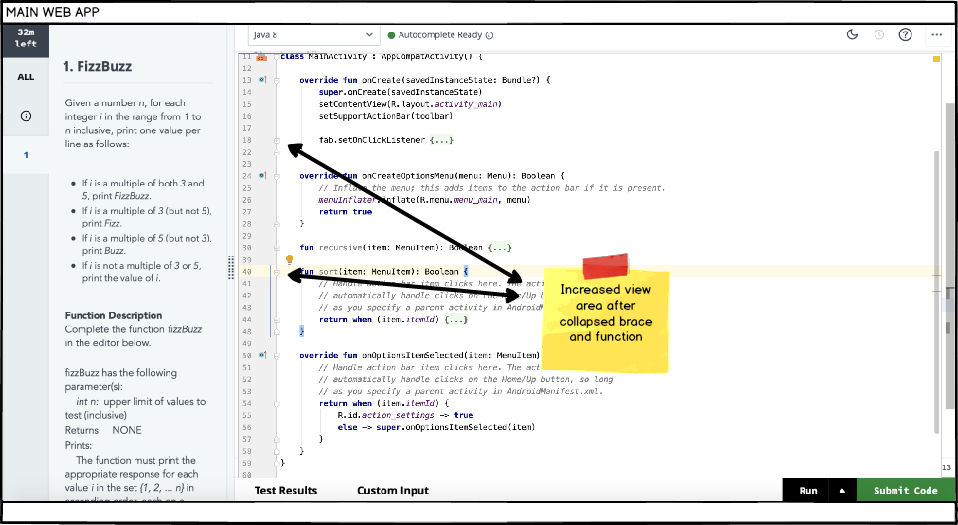 MAIN WEB APP
32m
left
ALL
1
1. FizzBuzz
Given a number n, for each
integer i in the range from 1 to
n inclusive, print one value per
line as follows:
If i is a multiple of both 3 and
5, print FizzBuzz.
If i is a multiple of 3 (but not 5),
print Fizz.
If i is a multiple of 5 (but not 3),
print Buzz.
If i is not a multiple of 3 or 5,
print the value of i.
Function Description
Complete the function fizzBuzz
in the editor below.
fizzBuzz has the following
parameter(s):
int n: upper limit of values to
test (inclusive)
Returns NONE
Prints:
The function must print the
appropriate response for each
value i in the set {1, 2, ... n} in
Java 8
Autocomplete Ready
11 class MainActivity : AppCompatActivity() {
12
13 override fun onCreate(savedInstanceState: Bundle?) {
14 super.onCreate(savedInstanceState)
15 setContentView(R.layout.activity_main)
16 setSupportActionBar(toolbar)
17
18 fab.setOnClickListener {...}
22
23
24 override fun onCreateOptionsMenu(menu: Menu): Boolean {
25 // Inflate the menu; this adds items to the action bar if it is present.
26 menuInflater.inflate(R.menu.menu_main, menu)
27 return true
28 }
29
30 fun recursive(item: MenuItem): Boolean {...}
39
40 fun sort(item: MenuItem): Boolean {
41 // Handle action bar item clicks here. The
42 // automatically handle clicks on the Home/Up
43 // as you specify a parent activity in
44 return when (item.itemId) {...}
48 }
49
50 override fun onOptionsItemSelected(item: MenuItem)
51 // Handle action bar item clicks here. The
52 // automatically handle clicks on the Home/Up button, so long
53 // as you specify a parent activity in AndroidManifest.xml.
54 return when (item.itemId) {
55 R.id.action_settings -> true
56 else -> super.onOptionsItemSelected(item)
57 }
58 }
59 }
60
Increased view
area after
collapsed brace
and function
13
Test Results Custom Input
Run Submit Code